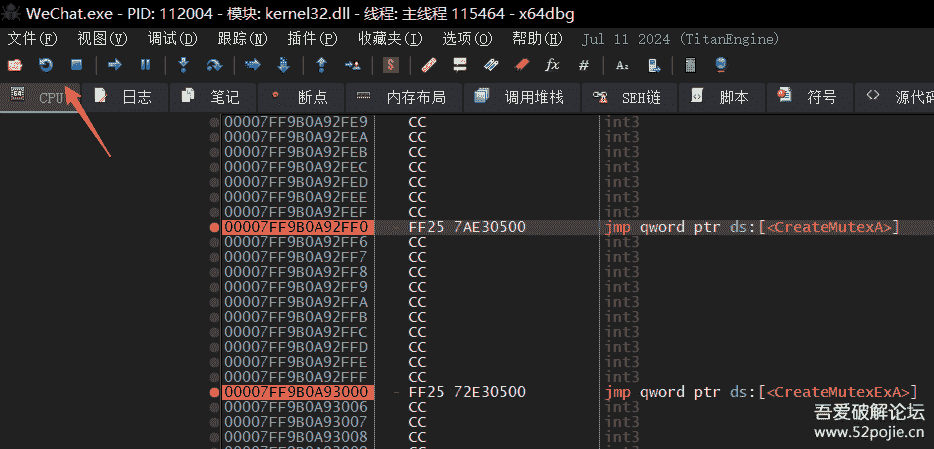 WeChat.exe - PID: 112004 - 模块: kernel32.dll - 线程: 主线程 115464 - x64dbg
文件(F) 视图(V) 调试(D) 跟踪(N) 插件(P) 收藏夹(I) 选项(O) 帮助(H) Jul 11 2024 (TitanEngine)
CPU 日志 笔记 断点 内存布局 调用堆栈 SEH链 脚本 符号 源代码
00007FF9B0A92FE9 CC int3
00007FF9B0A92FEA CC int3
00007FF9B0A92FEB CC int3
00007FF9B0A92FEC CC int3
00007FF9B0A92FED CC int3
00007FF9B0A92FEE CC int3
00007FF9B0A92FEF CC int3
00007FF9B0A92FF0 - FF25 7AE30500 jmp qword ptr ds:[<CreateMutexA>]
00007FF9B0A92FF6 CC int3
00007FF9B0A92FF7 CC int3
00007FF9B0A92FF8 CC int3
00007FF9B0A92FF9 CC int3
00007FF9B0A92FFA CC int3
00007FF9B0A92FFB CC int3
00007FF9B0A92FFC CC int3
00007FF9B0A92FFD CC int3
00007FF9B0A92FFE CC int3
00007FF9B0A92FFF CC int3
00007FF9B0A93000 - FF25 72E30500 jmp qword ptr ds:[<CreateMutexExA>]
00007FF9B0A93006 CC int3
00007FF9B0A93007 CC int3
00007FF9B0A93008 CC int3
00007FF9B0A93009 CC int3
吾爱破解论坛
www.52pojie.cn